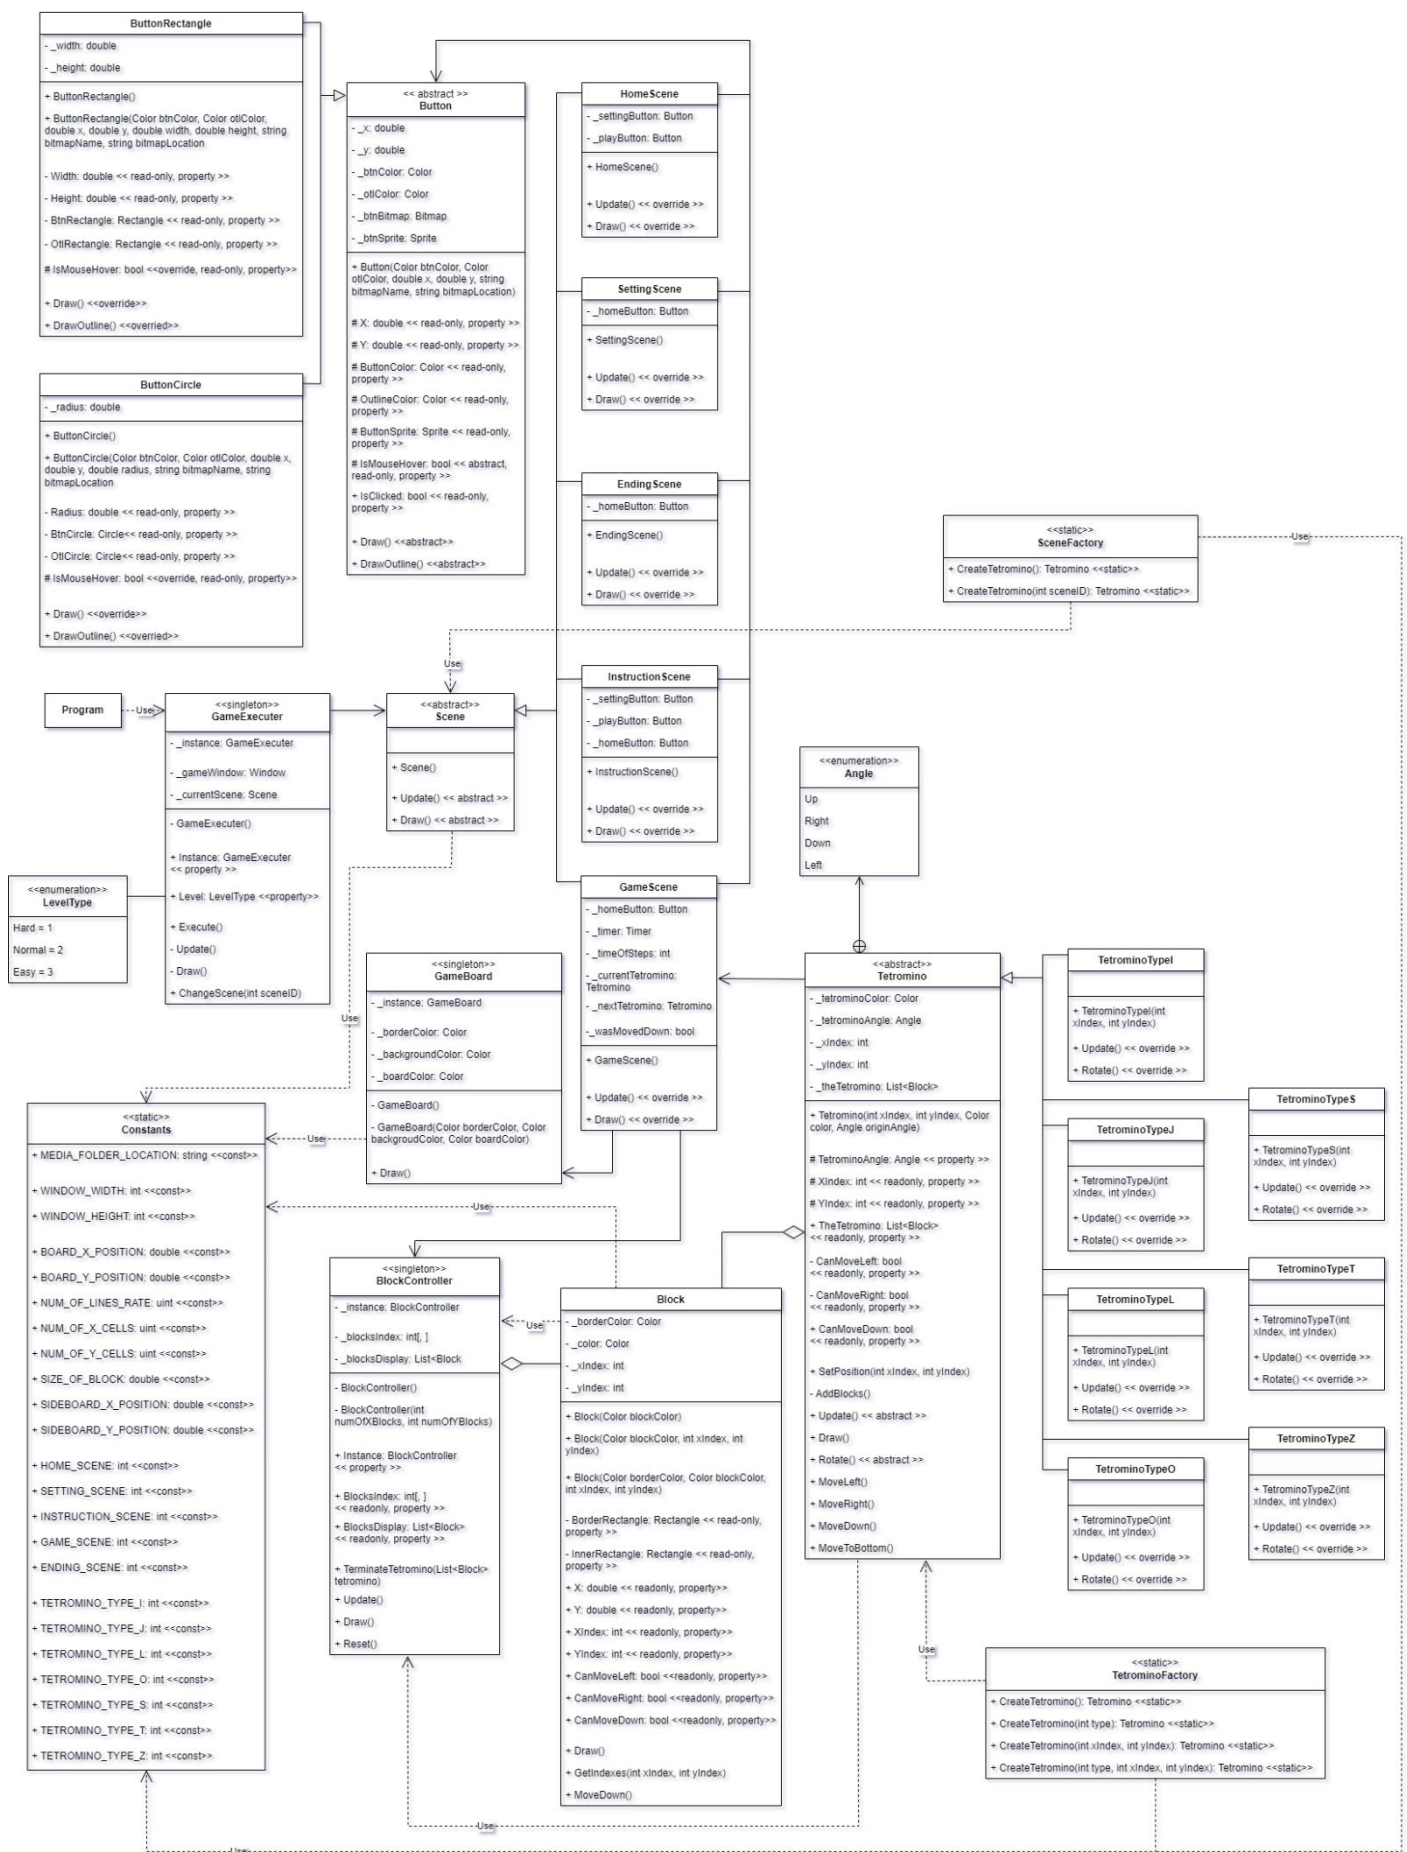 ButtonRectangle
- _width: double
- _height: double
+ ButtonRectangle()
+ ButtonRectangle(Color btnColor, Color otlColor,
double x, double y, double width, double height, string
bitmapName, string bitmapLocation
- Width: double << read-only, property >>
- Height: double << read-only, property >>
- BtnRectangle: Rectangle << read-only, property >>
- OtlRectangle: Rectangle << read-only, property >>
# IsMouseHover: bool <<override, read-only, property>>
+ Draw() <<override>>
+ DrawOutline() <<overried>>
ButtonCircle
- _radius: double
+ ButtonCircle()
+ ButtonCircle(Color btnColor, Color otlColor, double x,
double y, double radius, string bitmapName, string
bitmapLocation
- Radius: double << read-only, property >>
- BtnCircle: Circle<< read-only, property >>
- OtlCircle: Circle<< read-only, property >>
# IsMouseHover: bool <<override, read-only, property>>
+ Draw() <<override>>
+ DrawOutline() <<overried>>
<< abstract >>
Button
- _x: double
- _y: double
- _btnColor: Color
- _otlColor: Color
- _btnBitmap: Bitmap
- _btnSprite: Sprite
+ Button(Color btnColor, Color
otlColor, double x, double y, string
bitmapName, string bitmapLocation)
# X: double << read-only, property >>
# Y: double << read-only, property >>
# ButtonColor: Color << read-only,
property >>
# OutlineColor: Color << read-only,
property >>
# ButtonSprite: Sprite << read-only,
property >>
# IsMouseHover: bool << abstract,
read-only, property >>
+ IsClicked: bool << read-only,
property >>
+ Draw() <<abstract>>
+ DrawOutline() <<abstract>>
HomeScene
- _settingButton: Button
- _playButton: Button
+ HomeScene()
+ Update() << override >>
+ Draw() << override >>
SettingScene
- _homeButton: Button
+ SettingScene()
+ Update() << override >>
+ Draw() << override >>
EndingScene
- _homeButton: Button
+ EndingScene()
+ Update() << override >>
+ Draw() << override >>
<<static>>
SceneFactory
+ CreateTetromino(): Tetromino <<static>>
+ CreateTetromino(int sceneID): Tetromino <<static>>
Use
Use
Program
Use
<<singleton>>
GameExecuter
- _instance: GameExecuter
- _gameWindow: Window
- _currentScene: Scene
- GameExecuter()
+ Instance: GameExecuter
<< property >>
+ Level: LevelType <<property>>
+ Execute()
- Update()
- Draw()
+ ChangeScene(int sceneID)
<<enumeration>>
LevelType
Hard = 1
Normal = 2
Easy = 3
<<abstract>>
Scene
+ Scene()
+ Update() << abstract >>
+ Draw() << abstract >>
InstructionScene
- _settingButton: Button
- _playButton: Button
- _homeButton: Button
+ InstructionScene()
+ Update() << override >>
+ Draw() << override >>
<<enumeration>>
Angle
Up
Right
Down
Left
GameScene
- _homeButton: Button
- _timer: Timer
- _timeOfSteps: int
- _currentTetromino:
Tetromino
- _nextTetromino: Tetromino
-_wasMovedDown: bool
+ GameScene()
+ Update() << override >>
+ Draw() << override >>
<<singleton>>
GameBoard
- _instance: GameBoard
- _borderColor: Color
- _backgroundColor: Color
- _boardColor: Color
- GameBoard()
- GameBoard(Color borderColor, Color
backgroudColor, Color boardColor)
+ Draw()
Use
Use
Use
<<static>>
Constants
+ MEDIA_FOLDER_LOCATION: string <<const>>
+ WINDOW_WIDTH: int <<const>>
+ WINDOW_HEIGHT: int <<const>>
+ BOARD_X_POSITION: double <<const>>
+ BOARD_Y_POSITION: double <<const>>
+ NUM_OF_LINES_RATE: uint <<const>>
+ NUM_OF_X_CELLS: uint <<const>>
+ NUM_OF_Y_CELLS: uint <<const>>
+ SIZE_OF_BLOCK: double <<const>>
+ SIDEBOARD_X_POSITION: double <<const>>
+ SIDEBOARD_Y_POSITION: double <<const>>
+ HOME_SCENE: int <<const>>
+ SETTING_SCENE: int <<const>>
+ INSTRUCTION_SCENE: int <<const>>
+ GAME_SCENE: int <<const>>
+ ENDING_SCENE: int <<const>>
+ TETROMINO_TYPE_I: int <<const>>
+ TETROMINO_TYPE_J: int <<const>>
+ TETROMINO_TYPE_L: int <<const>>
+ TETROMINO_TYPE_O: int <<const>>
+ TETROMINO_TYPE_S: int <<const>>
+ TETROMINO_TYPE_T: int <<const>>
+ TETROMINO_TYPE_Z: int <<const>>
<<singleton>>
BlockController
- _instance: BlockController
- _blocksIndex: int[, ]
- _blocksDisplay: List<Block
- BlockController()
- BlockController(int
numOfXBlocks, int numOfYBlocks)
+ Instance: BlockController
<< property >>
+ BlocksIndex: int[, ]
<< readonly, property >>
+ BlocksDisplay: List<Block>
<< readonly, property >>
+ TerminateTetromino(List<Block>
tetromino)
+ Update()
+ Draw()
+ Reset()
Use
Block
- _borderColor: Color
- _color: Color
- _xIndex: int
- _yIndex: int
+ Block(Color blockColor)
+ Block(Color blockColor, int xIndex, int
yIndex)
+ Block(Color borderColor, Color blockColor,
int xIndex, int yIndex)
- BorderRectangle: Rectangle << read-only,
property >>
- InnerRectangle: Rectangle << read-only,
property >>
+ X: double << readonly, property>>
+ Y: double << readonly, property>>
+ XIndex: int << readonly, property>>
+ YIndex: int << readonly, property>>
+ CanMoveLeft: bool <<readonly, property>>
+ CanMoveRight: bool <<readonly, property>>
+ CanMoveDown: bool <<readonly, property>>
+ Draw()
+ GetIndexes(int xIndex, int yIndex)
+ MoveDown()
<<abstract>>
Tetromino
- _tetrominoColor: Color
- _tetrominoAngle: Angle
- _xIndex: int
- _yIndex: int
- _theTetromino: List<Block>
+ Tetromino(int xIndex, int yIndex, Color
color, Angle originAngle)
# TetrominoAngle: Angle << property >>
# XIndex: int << readonly, property >>
# YIndex: int << readonly, property >>
+ TheTetromino: List<Block>
<< readonly, property >>
- CanMoveLeft: bool
<< readonly, property >>
- CanMoveRight: bool
<< readonly, property >>
+ CanMoveDown: bool
<< readonly, property >>
+ SetPosition(int xIndex, int yIndex)
- AddBlocks()
+ Update() << abstract >>
+ Draw()
+ Rotate() << abstract >>
+ MoveLeft()
+ MoveRight()
+ MoveDown()
+ MoveToBottom()
TetrominoTypeI
+ TetrominoTypeI(int
xIndex, int yIndex)
+ Update() << override >>
+ Rotate() << override >>
TetrominoTypeS
+ TetrominoTypeS(int
xIndex, int yIndex)
+ Update() << override >>
+ Rotate() << override >>
TetrominoTypeJ
+ TetrominoTypeJ(int
xIndex, int yIndex)
+ Update() << override >>
+ Rotate() << override >>
TetrominoTypeT
+ TetrominoTypeT(int
xIndex, int yIndex)
+ Update() << override >>
+ Rotate() << override >>
TetrominoTypeL
+ TetrominoTypeL(int
xIndex, int yIndex)
+ Update() << override >>
+ Rotate() << override >>
TetrominoTypeZ
+ TetrominoTypeZ(int
xIndex, int yIndex)
+ Update() << override >>
+ Rotate() << override >>
TetrominoTypeO
+ TetrominoTypeO(int
xIndex, int yIndex)
+ Update() << override >>
+ Rotate() << override >>
Use
<<static>>
TetrominoFactory
+ CreateTetromino(): Tetromino <<static>>
+ CreateTetromino(int type): Tetromino <<static>>
+ CreateTetromino(int xIndex, int yIndex): Tetromino <<static>>
+ CreateTetromino(int type, int xIndex, int yIndex): Tetromino <<static>>
Use
Use